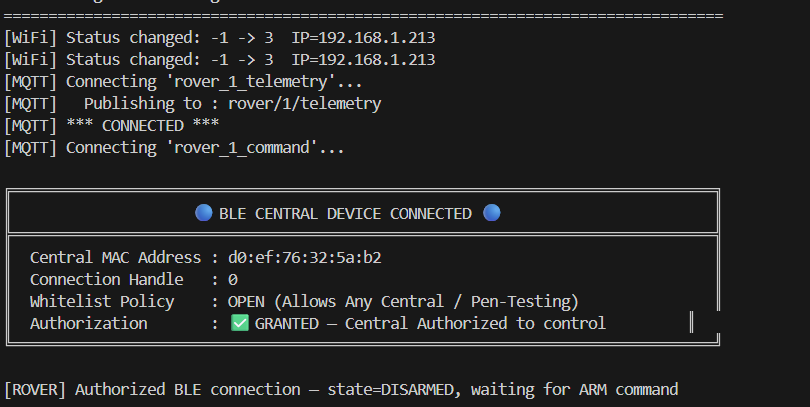 ================================================================================
[WiFi] Status changed: -1 -> 3  IP=192.168.1.213
[WiFi] Status changed: -1 -> 3  IP=192.168.1.213
[MQTT] Connecting 'rover_1_telemetry'...
[MQTT]   Publishing to : rover/1/telemetry
[MQTT] *** CONNECTED ***
[MQTT] Connecting 'rover_1_command'...
🔵 BLE CENTRAL DEVICE CONNECTED 🔵
Central MAC Address : d0:ef:76:32:5a:b2
Connection Handle   : 0
Whitelist Policy    : OPEN (Allows Any Central / Pen-Testing)
Authorization       : ✅ GRANTED — Central Authorized to control
[ROVER] Authorized BLE connection — state=DISARMED, waiting for ARM command